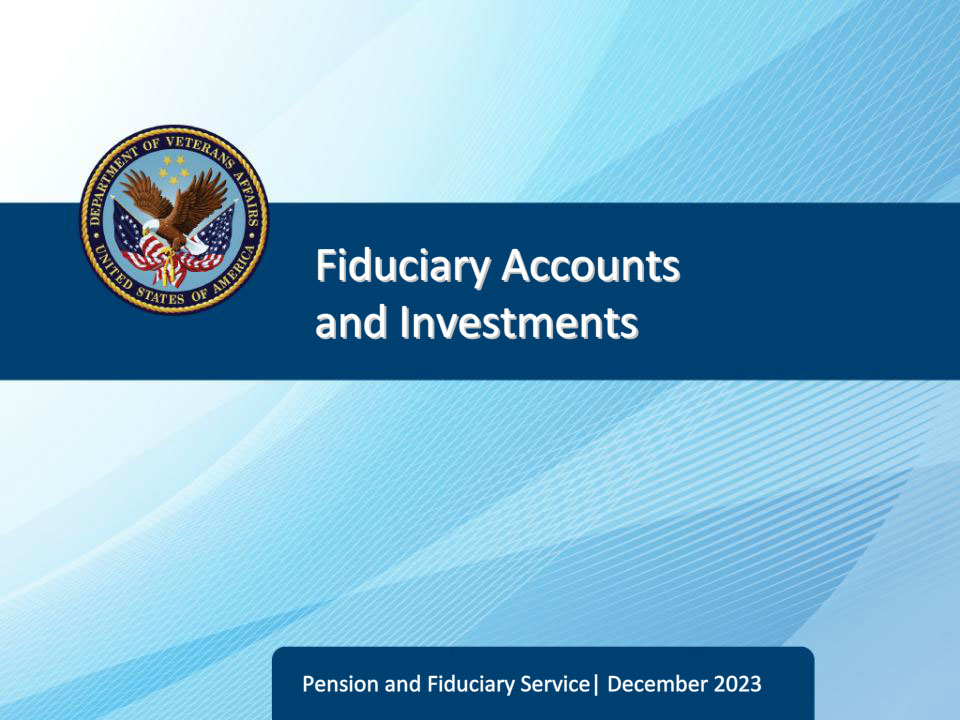 DEPARTMENT OF VETERANS AFFAIRS
UNITED STATES OF AMERICA
Fiduciary Accounts
and Investments
Pension and Fiduciary Service| December 2023